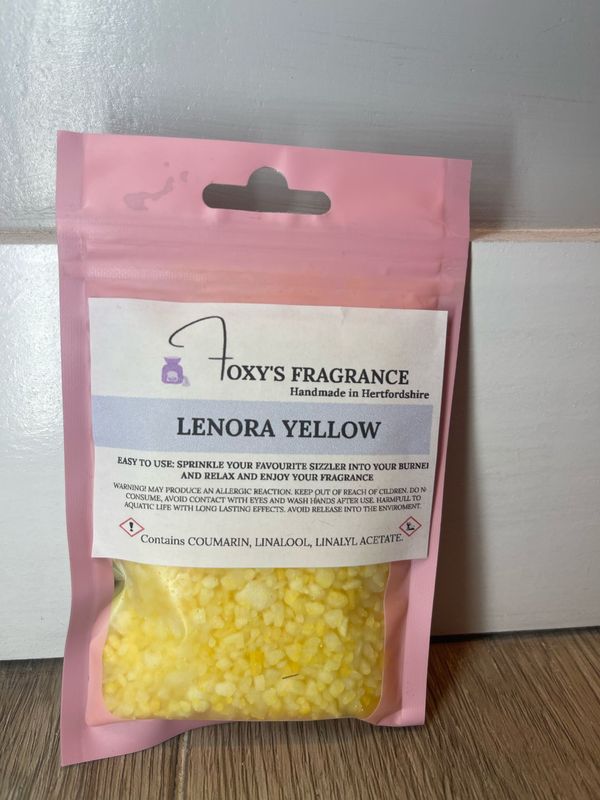 FOXY'S FRAGRANCE
Handmade in Hertfordshire
LENORA YELLOW
EASY TO USE: SPRINKLE YOUR FAVOURITE SIZZLER INTO YOUR BURNER
AND RELAX AND ENJOY YOUR FRAGRANCE
WARNING! MAY PRODUCE AN ALLERGIC REACTION. KEEP OUT OF REACH OF CILDREN. DO N
CONSUME, AVOID CONTACT WITH EYES AND WASH HANDS AFTER USE. HARMFULL TO
AQUATIC LIFE WITH LONG LASTING EFFECTS. AVOID RELEASE INTO THE ENVIROMENT.
Contains COUMARIN, LINALOOL, LINALYL ACETATE.